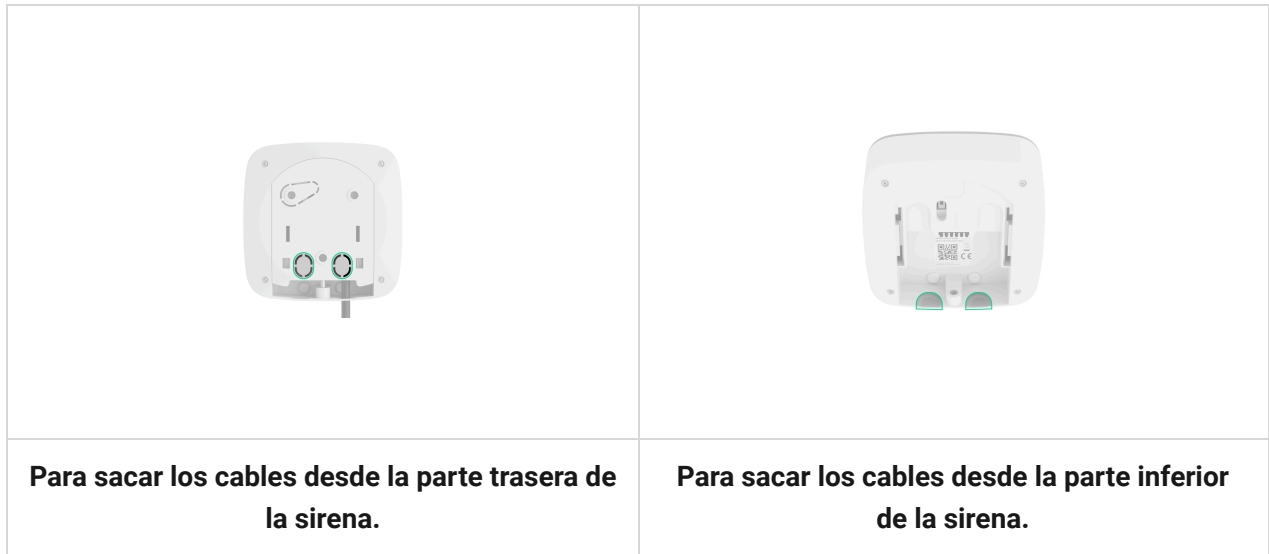 Para sacar los cables desde la parte trasera de
la sirena.
Para sacar los cables desde la parte inferior
de la sirena.